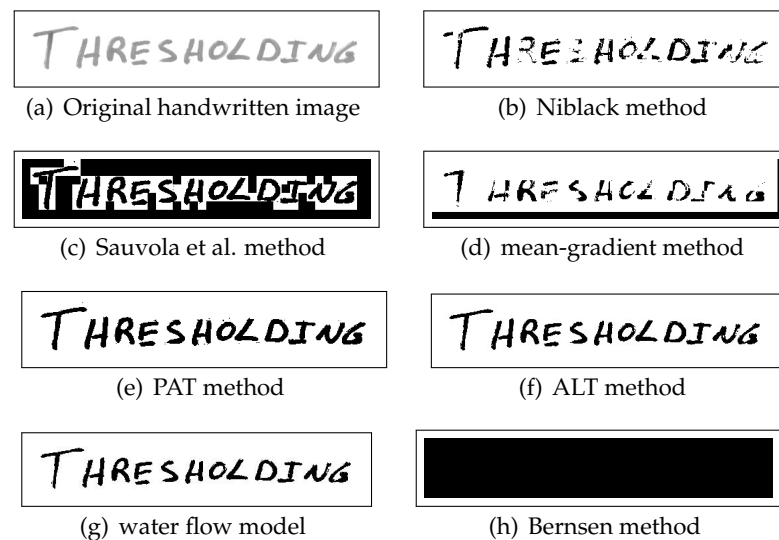 THRESHOLDING THRESHOLDING
(a) Original handwritten image (b) Niblack method
THRESHOLDING THRESHOLDING
(c) Sauvola et al. method (d) mean-gradient method
THRESHOLDING THRESHOLDING
(e) PAT method (f) ALT method
THRESHOLDING
(g) water flow model (h) Bernsen method